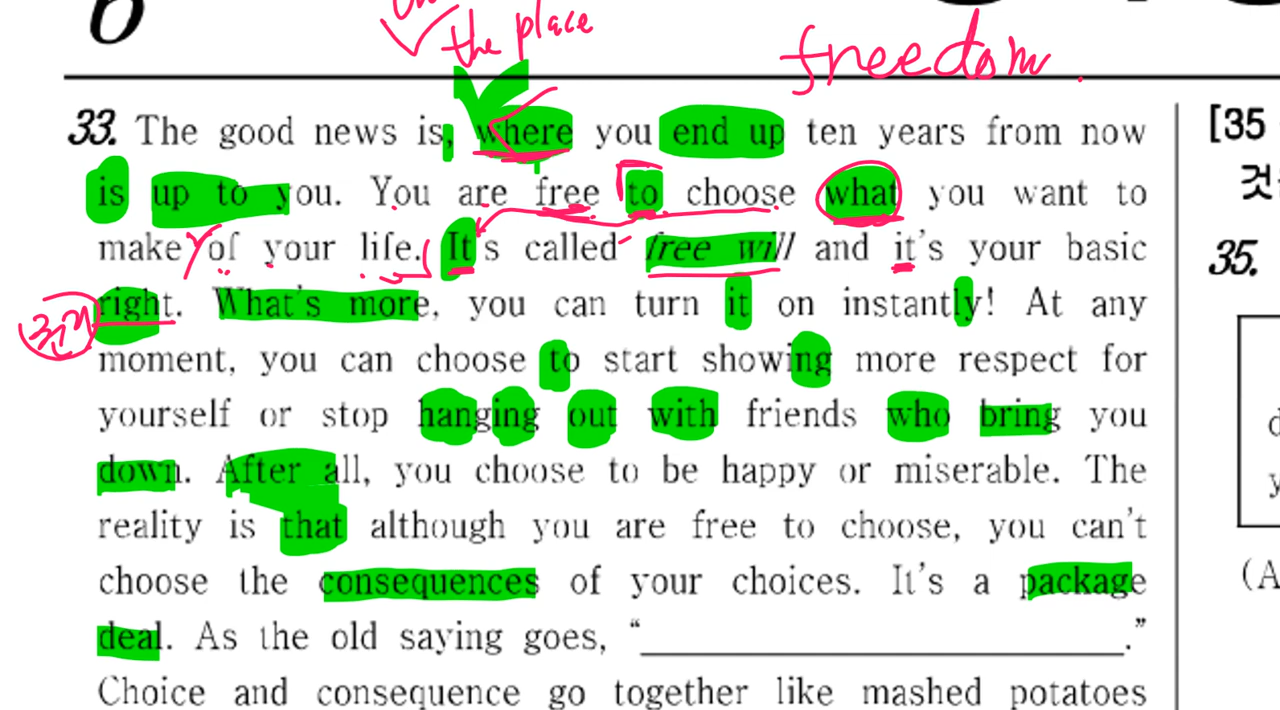 6
the place
freedom.
33. The good news is, where you end up ten years from now
is up to you. You are free to choose what you want to
make of your life. It's called free will and it's your basic
right. What's more, you can turn it on instantly! At any
moment, you can choose to start showing more respect for
yourself or stop hanging out with friends who bring you
down. After all, you choose to be happy or miserable. The
reality is that although you are free to choose, you can't
choose the consequences of your choices. It's a package
deal. As the old saying goes, “ .”
Choice and consequence go together like mashed potatoes
[35
35.
(A